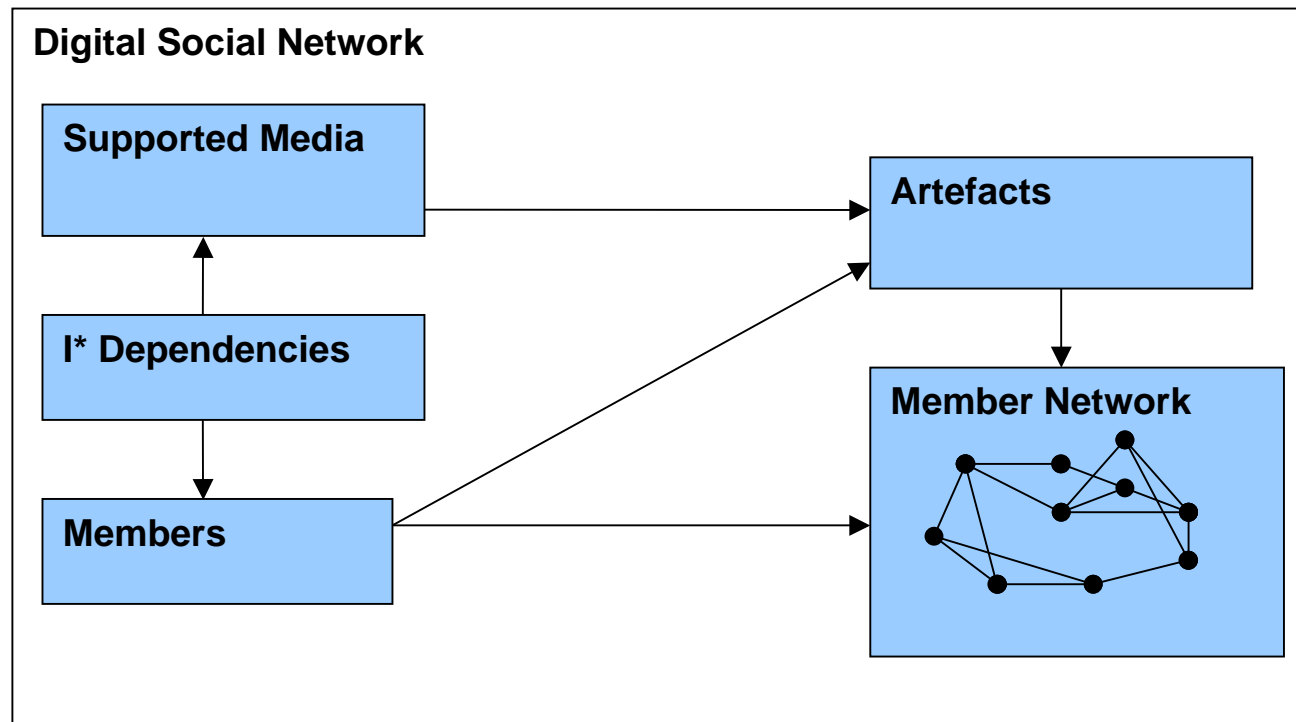 Digital Social Network
Supported Media
Artefacts
I* Dependencies
Member Network
Members